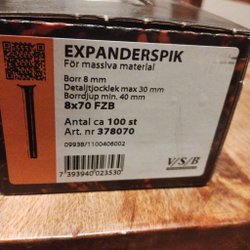 EXPANDERSPIK
För massiva material
Borr 8 mm
Detaljtjocklek max 30 mm
Borrdjup min. 40 mm
8x70 FZB
Antal ca 100 st
Art. nr 378070
09938/1100406002
V/S/B
7 393940 023530